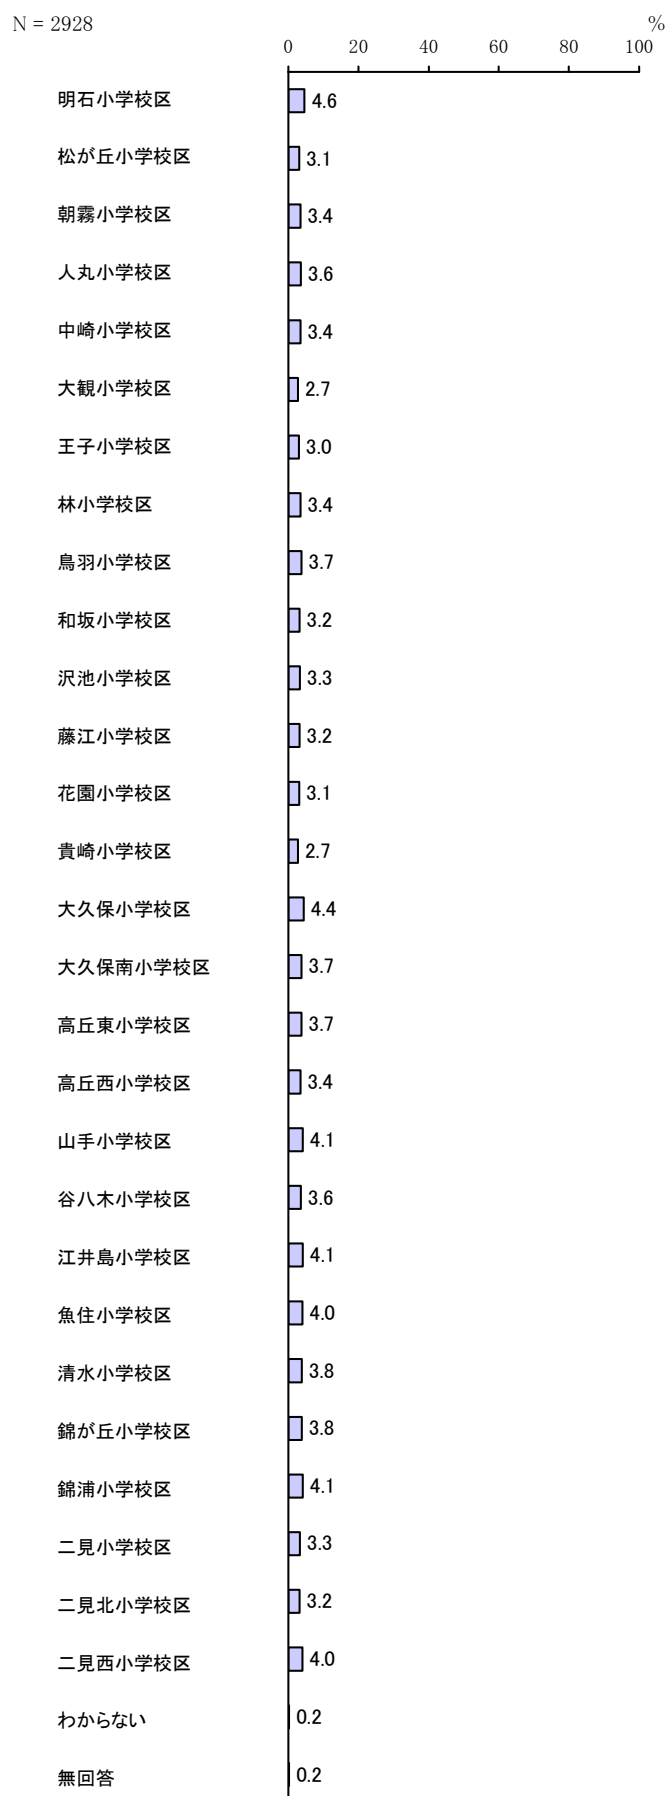 N = 2928
%
0 20 40 60 80 100
明石小学校区 4.6
松が丘小学校区 3.1
朝霧小学校区 3.4
人丸小学校区 3.6
中崎小学校区 3.4
大観小学校区 2.7
王子小学校区 3.0
林小学校区 3.4
鳥羽小学校区 3.7
和坂小学校区 3.2
沢池小学校区 3.3
藤江小学校区 3.2
花園小学校区 3.1
貴崎小学校区 2.7
大久保小学校区 4.4
大久保南小学校区 3.7
高丘東小学校区 3.7
高丘西小学校区 3.4
山手小学校区 4.1
谷八木小学校区 3.6
江井島小学校区 4.1
魚住小学校区 4.0
清水小学校区 3.8
錦が丘小学校区 3.8
錦浦小学校区 4.1
二見小学校区 3.3
二見北小学校区 3.2
二見西小学校区 4.0
わからない 0.2
無回答 0.2